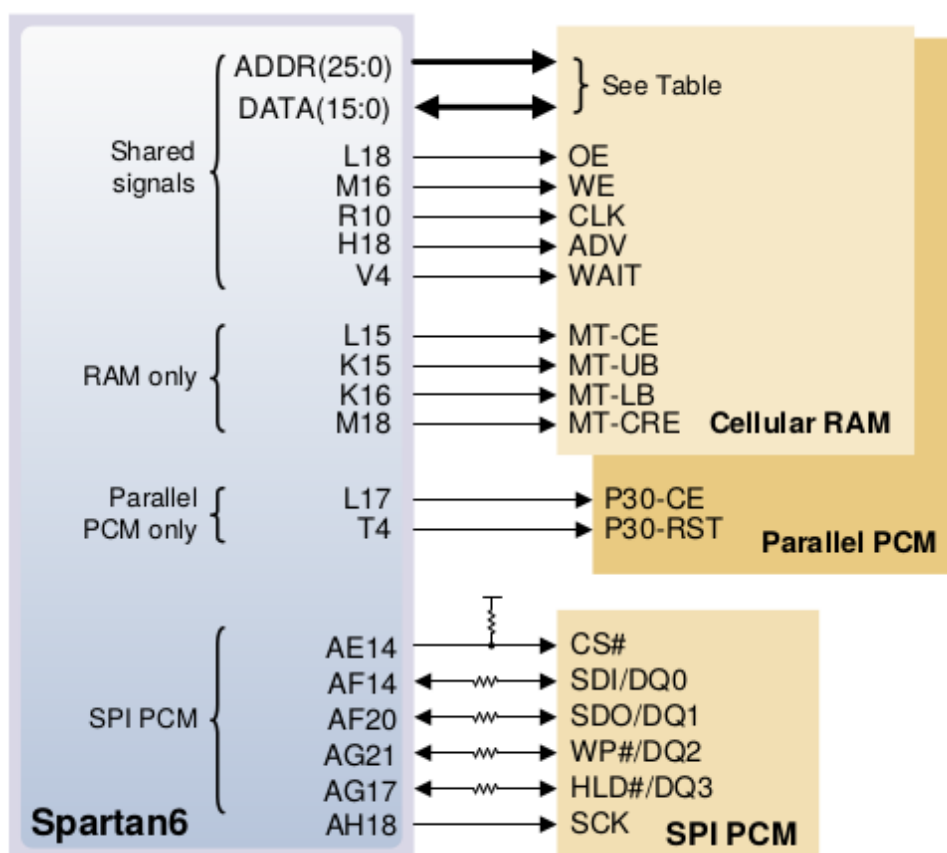 ADDR(25:0)
DATA(15:0)
See Table
Shared
signals
L18 OE
M16 WE
R10 CLK
H18 ADV
V4 WAIT
RAM only
L15 MT-CE
K15 MT-UB
K16 MT-LB
M18 MT-CRE
Cellular RAM
Parallel
PCM only
L17 P30-CE
T4 P30-RST
Parallel PCM
SPI PCM
AE14 CS#
AF14 SDI/DQ0
AF20 SDO/DQ1
AG21 WP#/DQ2
AG17 HLD#/DQ3
AH18 SCK
Spartan6
SPI PCM